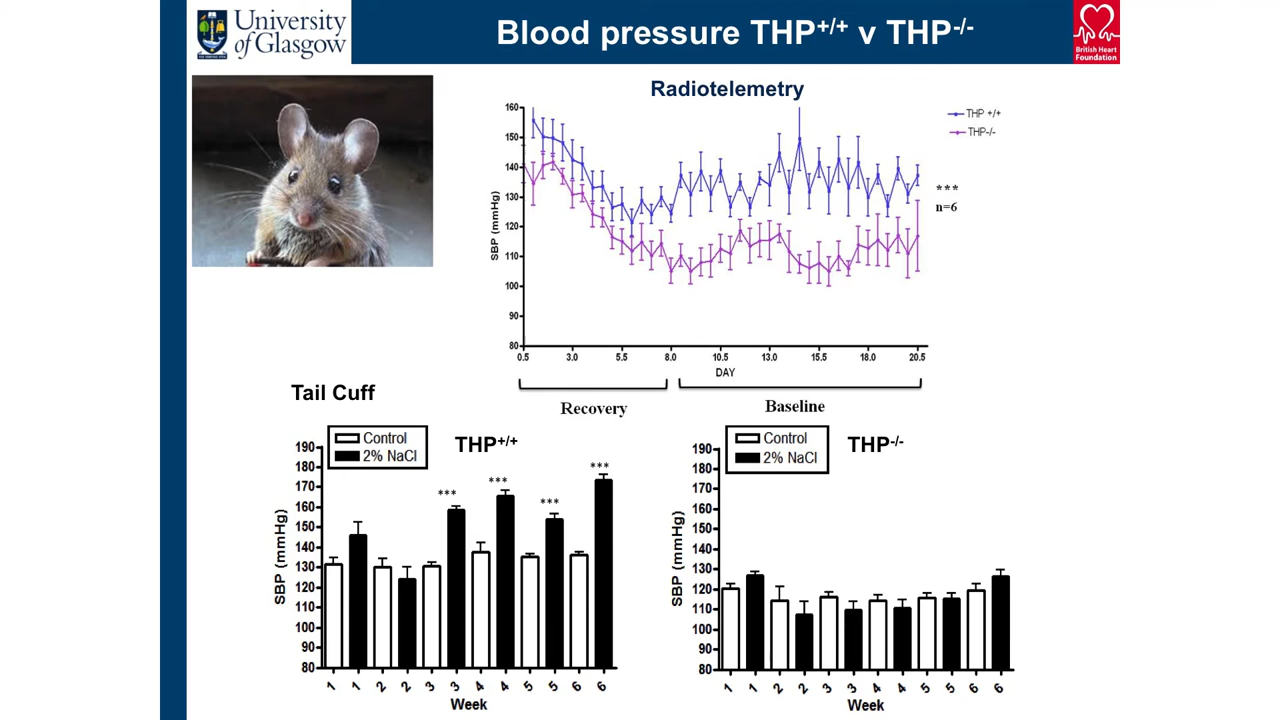 University
of Glasgow
Blood pressure THP+/+ v THP-/-
British Heart
Foundation
Radiotelemetry
THP +/+
THP-/-
160
150
140
130
120
110
100
90
80
SBP (mmHg)
0.5 3.0 5.5 8.0 10.5 13.0 15.5 18.0 20.5
DAY
***
n=6
Recovery
Baseline
Tail Cuff
Control
2% NaCl
THP+/+
190
180
170
160
150
140
130
120
110
100
90
80
SBP (mmHg)
***
***
***
***
1 1 2 2 3 3 4 4 5 5 6 6
Week
Control
2% NaCl
THP-/-
190
180
170
160
150
140
130
120
110
100
90
80
SBP (mmHg)
1 1 2 2 3 3 4 4 5 5 6 6
Week